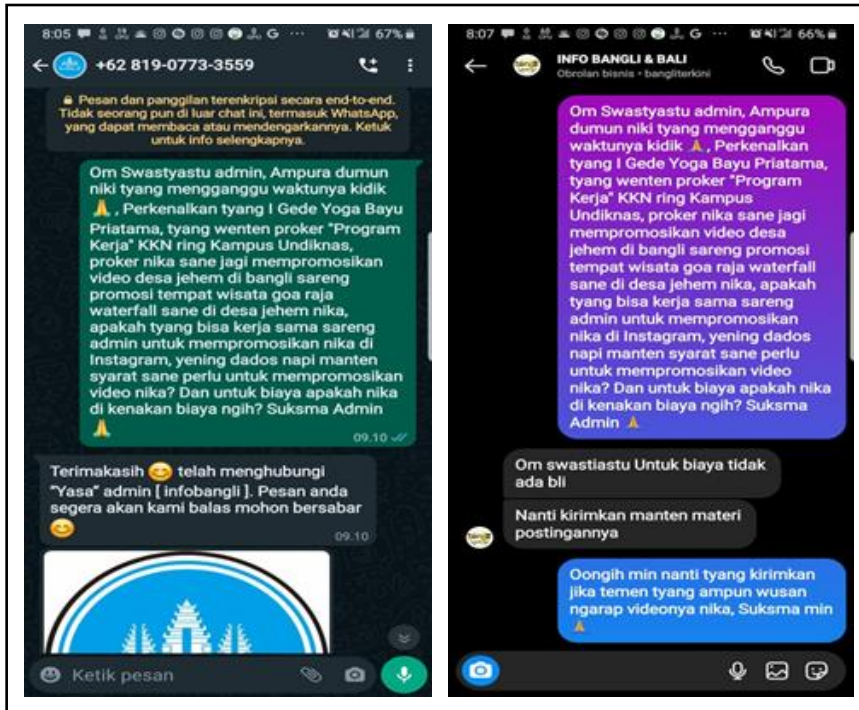 8:05 67%
+62 819-0773-3559
Pesan dan panggilan terenkripsi secara end-to-end.
Tidak seorang pun di luar chat ini, termasuk WhatsApp,
yang dapat membaca atau mendengarkannya. Ketuk
untuk info selengkapnya.
Om Swastyastu admin, Ampura
dumun niki tyang mengganggu
waktunya kidik
🙏 , Perkenalkan tyang I Gede Yoga Bayu
Priatama, tyang wenten proker "Program
Kerja" KKN ring Kampus Undiknas,
proker nika sane jagi mempromosikan
video desa jehem di bangli sareng
promosi tempat wisata goa raja
waterfall sane di desa jehem nika,
apakah tyang bisa kerja sama sareng
admin untuk mempromosikan nika di
Instagram, yening dados napi manten
syarat sane perlu untuk mempromosikan
video nika? Dan untuk biaya apakah nika
di kenakan biaya ngih? Suksma Admin
🙏 09.10
Terimakasih 😊 telah menghubungi
"Yasa" admin [ infobangli ]. Pesan anda
segera akan kami balas mohon bersabar
😊 09.10
Ketik pesan
8:07 66%
INFO BANGLI & BALI
Obrolan bisnis • bangliterkini
Om Swastyastu admin, Ampura
dumun niki tyang mengganggu
waktunya kidik 🙏, Perkenalkan
tyang I Gede Yoga Bayu Priatama,
tyang wenten proker "Program
Kerja" KKN ring Kampus
Undiknas, proker nika sane jagi
mempromosikan video desa
jehem di bangli sareng promosi
tempat wisata goa raja waterfall
sane di desa jehem nika, apakah
tyang bisa kerja sama sareng
admin untuk mempromosikan
nika di Instagram, yening dados
napi manten syarat sane perlu
untuk mempromosikan video
nika? Dan untuk biaya apakah nika
di kenakan biaya ngih? Suksma
Admin 🙏
Om swastiastu Untuk biaya tidak
ada bli
Nanti kirimkan manten materi
postingannya
Oongih min nanti tyang kirimkan
jika temen tyang ampun wusan
ngarap videonya nika, Suksma min
🙏